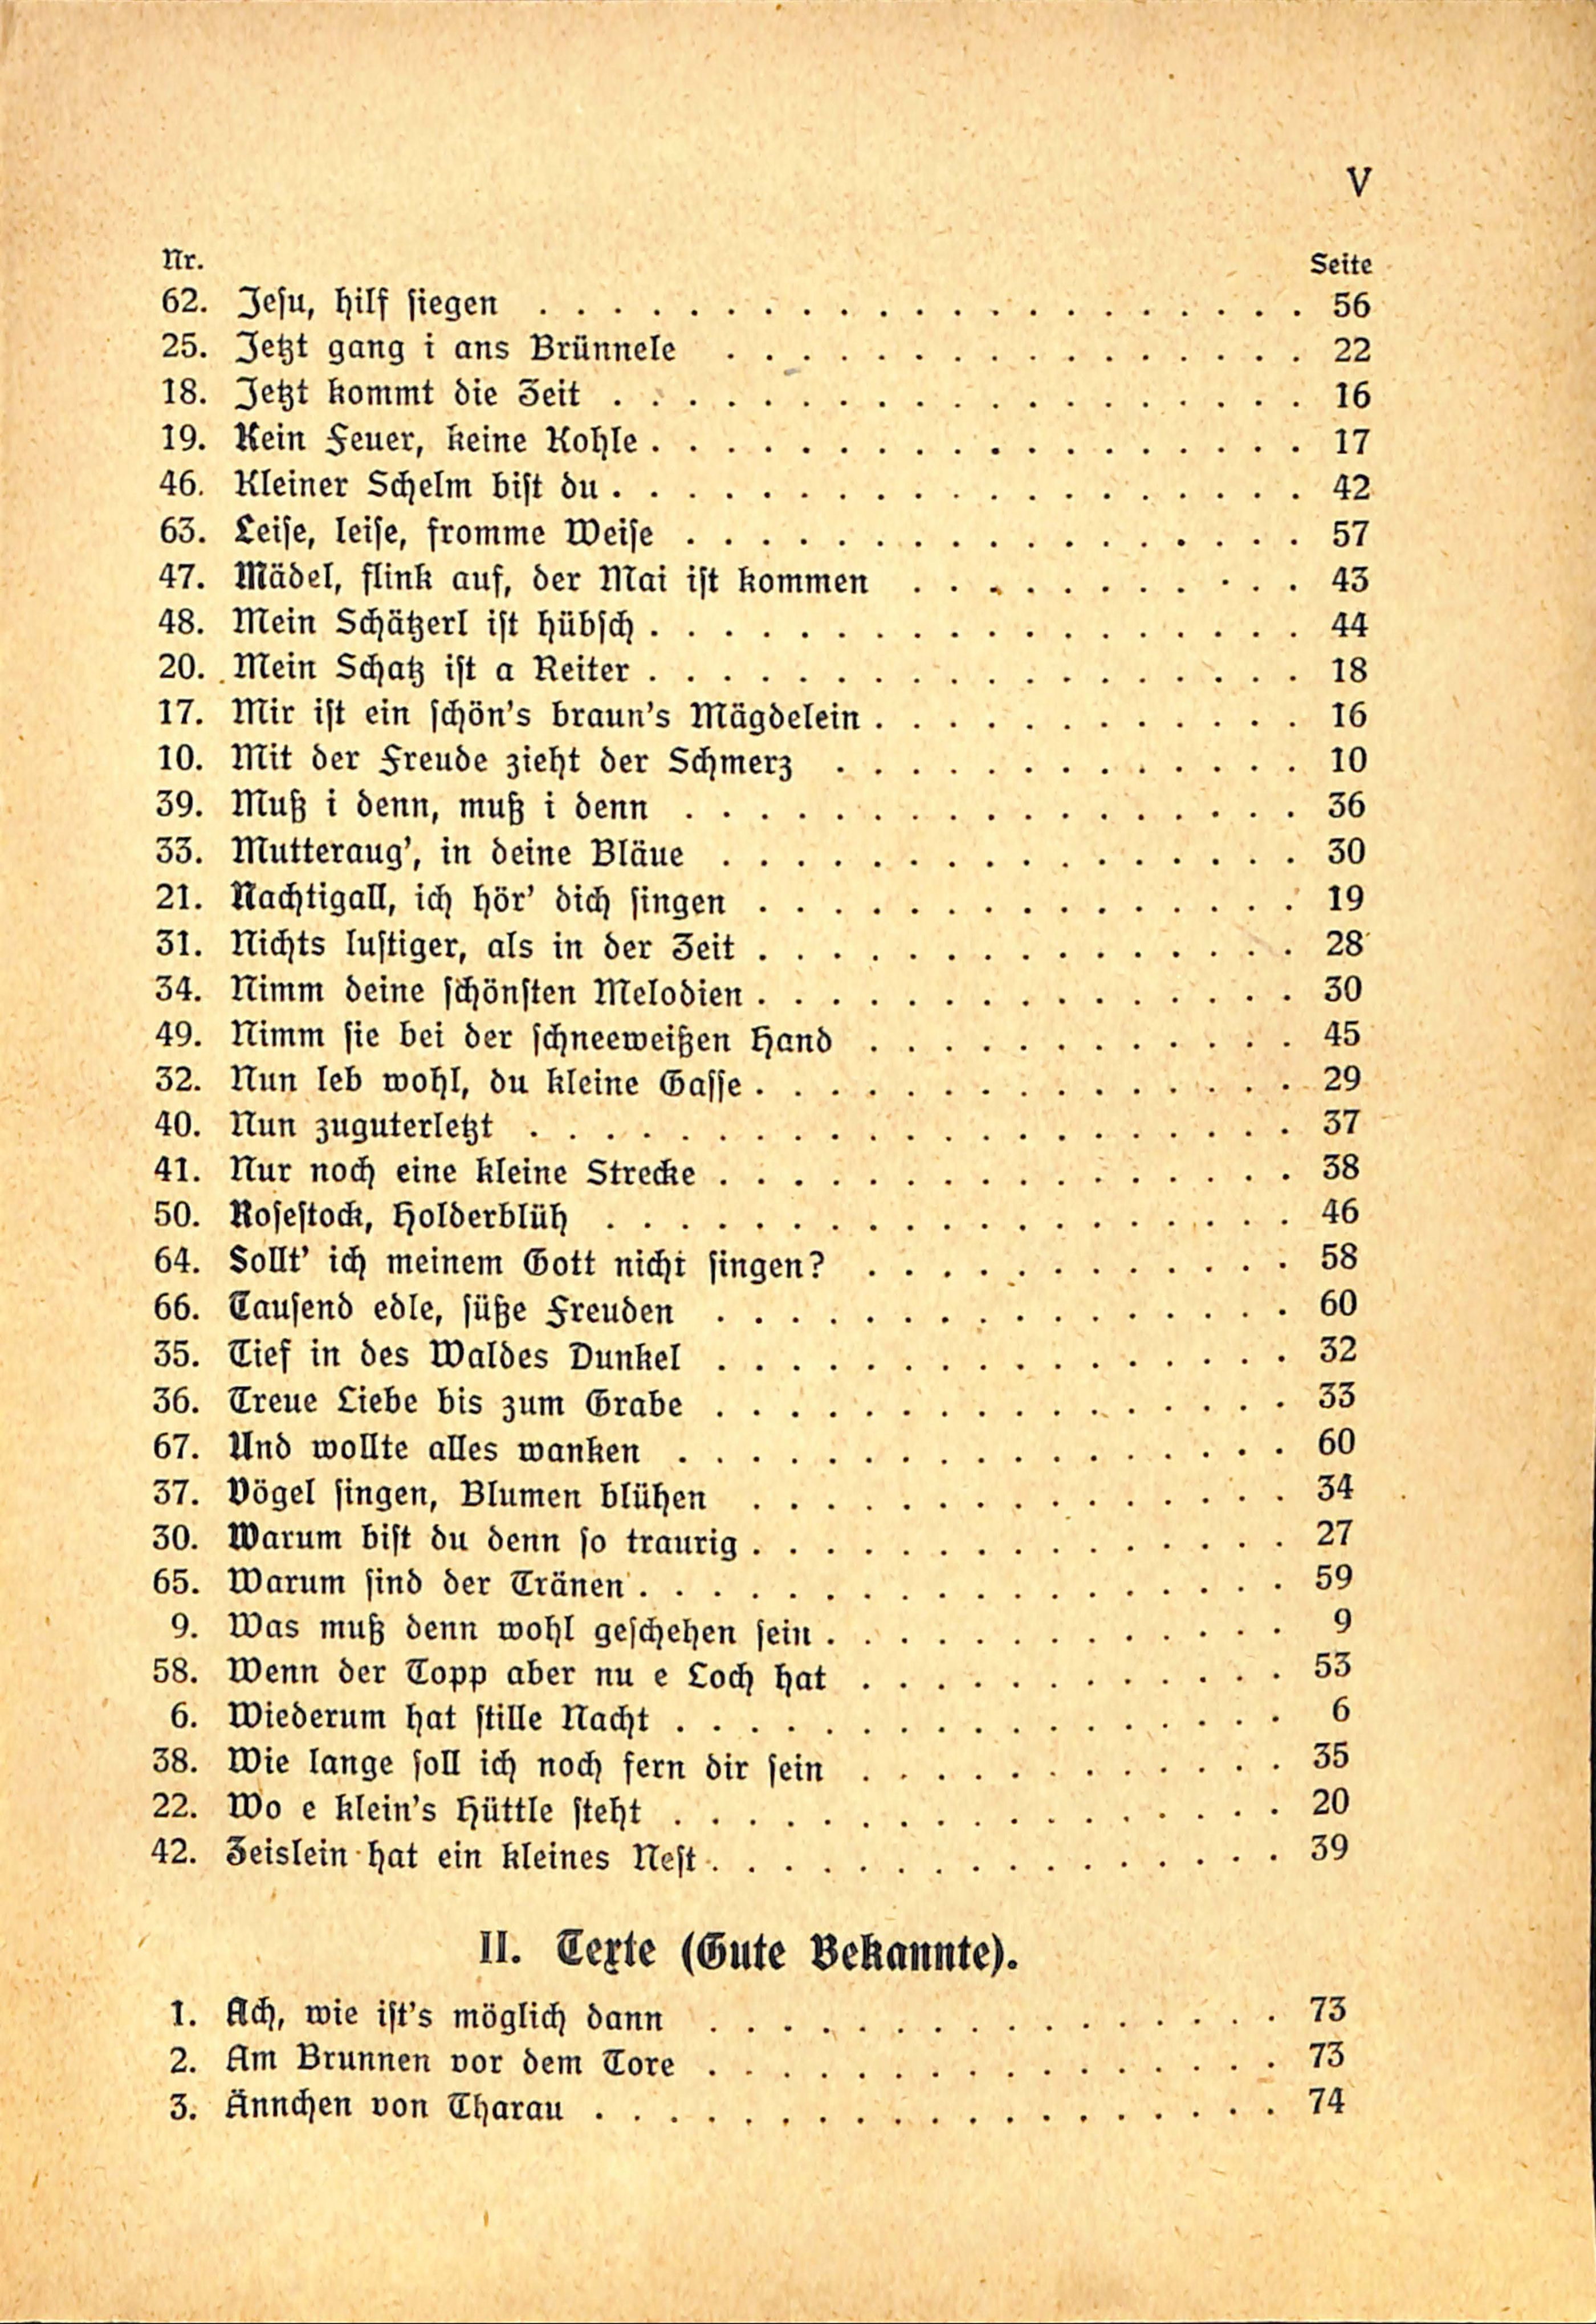 V
Nr. Seite
62. Jesu, hilf siegen . . . . . . . . . . . . . . . . . . . . . 56
25. Jetzt gang i ans Brünnele . . . . . . . . . . . . . . . . 22
18. Jetzt kommt die Zeit . . . . . . . . . . . . . . . . . . . 16
19. Kein Feuer, keine Kohle . . . . . . . . . . . . . . . . . . 17
46. Kleiner Schelm bist du . . . . . . . . . . . . . . . . . . . 42
63. Leise, leise, fromme Weise . . . . . . . . . . . . . . . . . 57
47. Mädel, flink auf, der Mai ist kommen . . . . . . . . . . . 43
48. Mein Schätzerl ist hübsch . . . . . . . . . . . . . . . . . . 44
20. Mein Schatz ist a Reiter . . . . . . . . . . . . . . . . . . 18
17. Mir ist ein schön's braun's Mägdelein . . . . . . . . . . . . 16
10. Mit der Freude zieht der Schmerz . . . . . . . . . . . . . 10
39. Muß i denn, muß i denn . . . . . . . . . . . . . . . . . 36
33. Mutteraug', in deine Bläue . . . . . . . . . . . . . . . . 30
21. Nachtigall, ich hör' dich singen . . . . . . . . . . . . . . . 19
31. Nichts lustiger, als in der Zeit . . . . . . . . . . . . . . . 28
34. Nimm deine schönsten Melodien . . . . . . . . . . . . . . . 30
49. Nimm sie bei der schneeweißen Hand . . . . . . . . . . . . 45
32. Nun leb wohl, du kleine Gasse . . . . . . . . . . . . . . . 29
40. Nun zuguterletzt . . . . . . . . . . . . . . . . . . . . . 37
41. Nur noch eine kleine Strecke . . . . . . . . . . . . . . . . 38
50. Rosestock, Holderblüh . . . . . . . . . . . . . . . . . . . 46
64. Sollt' ich meinem Gott nicht singen? . . . . . . . . . . . . 58
66. Tausend edle, süße Freuden . . . . . . . . . . . . . . . . 60
35. Tief in des Waldes Dunkel . . . . . . . . . . . . . . . . 32
36. Treue Liebe bis zum Grabe . . . . . . . . . . . . . . . . 33
67. Und wollte alles wanken . . . . . . . . . . . . . . . . . 60
37. Vögel singen, Blumen blühen . . . . . . . . . . . . . . . 34
30. Warum bist du denn so traurig . . . . . . . . . . . . . . . 27
65. Warum sind der Tränen . . . . . . . . . . . . . . . . . . 59
9. Was muß denn wohl geschehen sein . . . . . . . . . . . . . 9
58. Wenn der Topp aber nu e Loch hat . . . . . . . . . . . . 53
6. Wiederum hat stille Nacht . . . . . . . . . . . . . . . . . 6
38. Wie lange soll ich noch fern dir sein . . . . . . . . . . . . 35
22. Wo e klein's Hüttle steht . . . . . . . . . . . . . . . . . 20
42. Zeislein hat ein kleines Nest . . . . . . . . . . . . . . . . 39
II. Texte (Gute Bekannte).
1. Ach, wie ist's möglich dann . . . . . . . . . . . . . . . . 73
2. Am Brunnen vor dem Tore . . . . . . . . . . . . . . . . 73
3. Ännchen von Tharau . . . . . . . . . . . . . . . . . . . 74